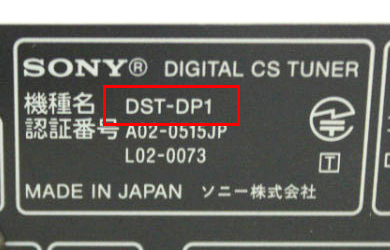 SONY® DIGITAL CS TUNER
機種名 DST-DP1
認証番号 A02-0515JP
L02-0073
T
MADE IN JAPAN ソニー株式会社